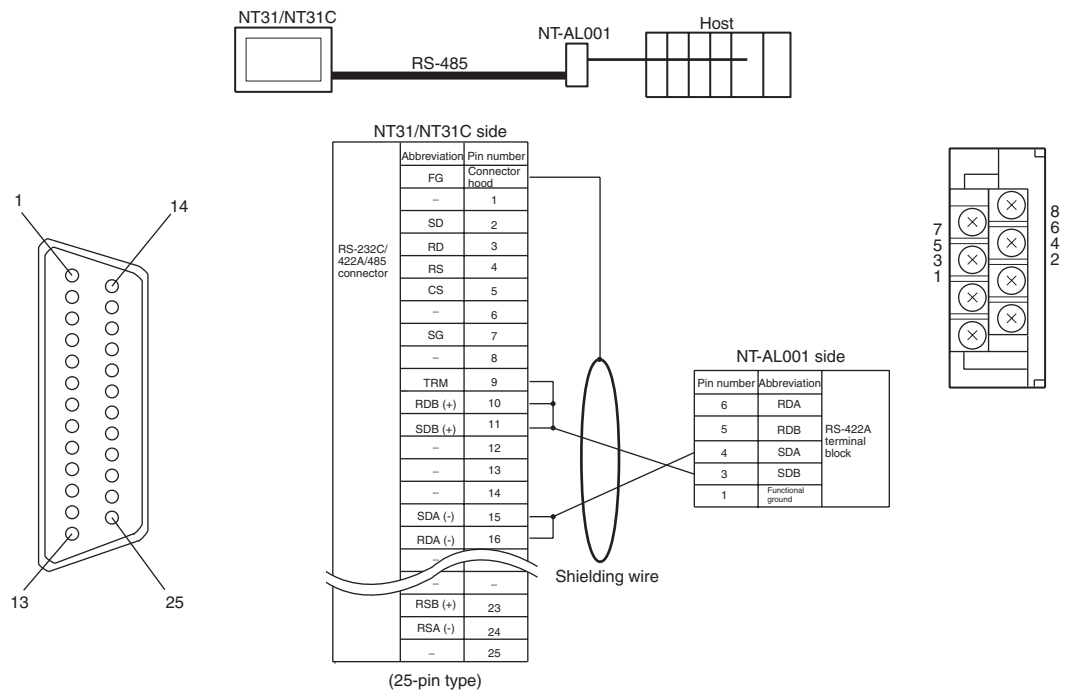 NT31/NT31C
NT-AL001
Host
RS-485
NT31/NT31C side
Abbreviation Pin number
FG Connector hood
– 1
SD 2
RD 3
RS 4
CS 5
– 6
SG 7
– 8
TRM 9
RDB (+) 10
SDB (+) 11
– 12
– 13
– 14
SDA (-) 15
RDA (-) 16
–
– –
RSB (+) 23
RSA (-) 24
– 25
RS-232C/
422A/485
connector
(25-pin type)
1
14
13
25
Shielding wire
NT-AL001 side
Pin number Abbreviation
6 RDA
5 RDB
4 SDA
3 SDB
1 Functional ground
RS-422A
terminal
block
7
5
3
1
8
6
4
2